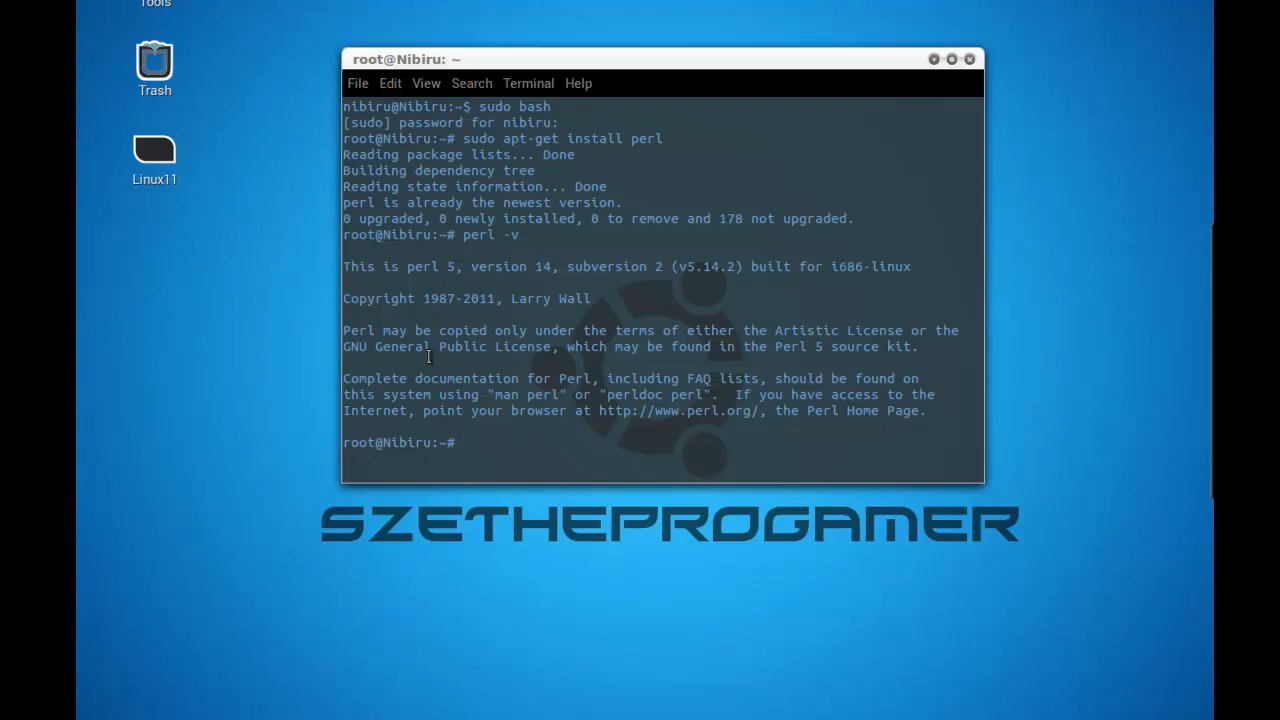 Tools
Trash
Linux11
root@Nibiru: ~
File Edit View Search Terminal Help
nibiru@Nibiru:~$ sudo bash
[sudo] password for nibiru:
root@Nibiru:~# sudo apt-get install perl
Reading package lists... Done
Building dependency tree
Reading state information... Done
perl is already the newest version.
0 upgraded, 0 newly installed, 0 to remove and 178 not upgraded.
root@Nibiru:~# perl -v
This is perl 5, version 14, subversion 2 (v5.14.2) built for i686-linux
Copyright 1987-2011, Larry Wall
Perl may be copied only under the terms of either the Artistic License or the
GNU General Public License, which may be found in the Perl 5 source kit.
Complete documentation for Perl, including FAQ lists, should be found on
this system using "man perl" or "perldoc perl".  If you have access to the
Internet, point your browser at http://www.perl.org/, the Perl Home Page.
root@Nibiru:~#
SZETHEPROGAMER